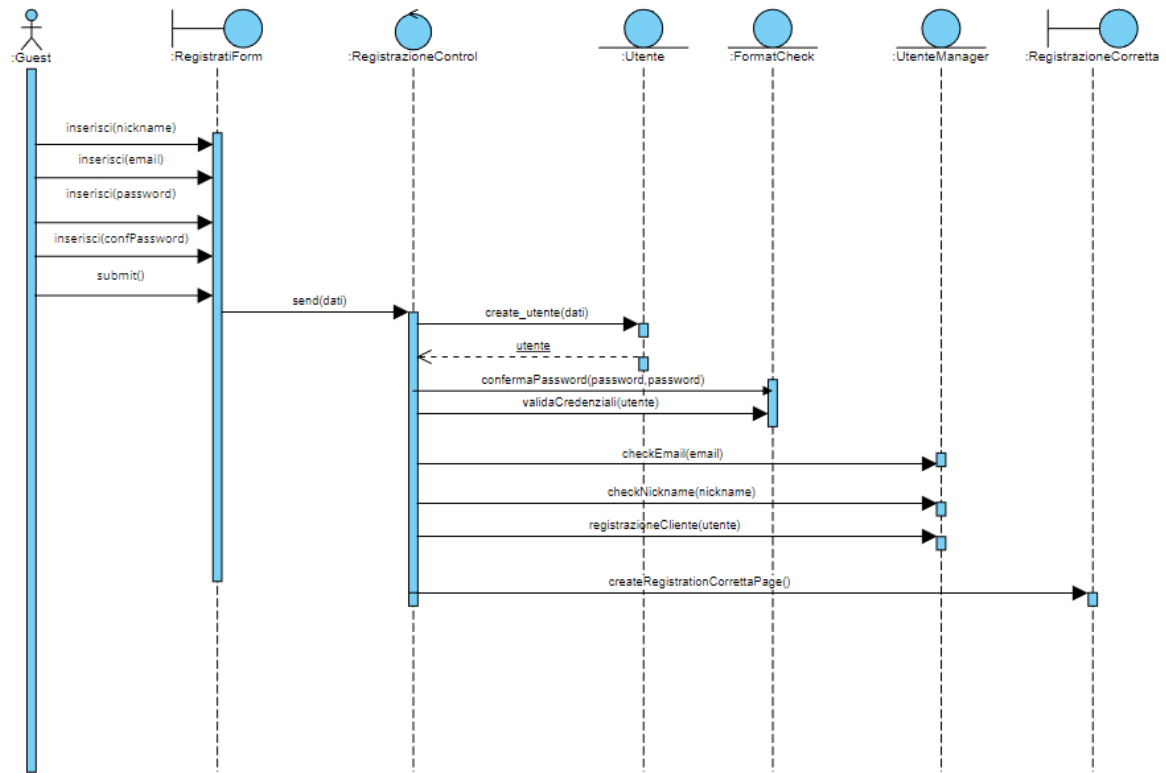 :Guest
:RegistratiForm
:RegistrazioneControl
:Utente
:FormatCheck
:UtenteManager
:RegistrazioneCorretta
inserisci(nickname)
inserisci(email)
inserisci(password)
inserisci(confPassword)
submit()
send(dati)
create_utente(dati)
utente
confermaPassword(password,password)
validaCredenziali(utente)
checkEmail(email)
checkNickname(nickname)
registrazioneCliente(utente)
createRegistrationCorrettaPage()